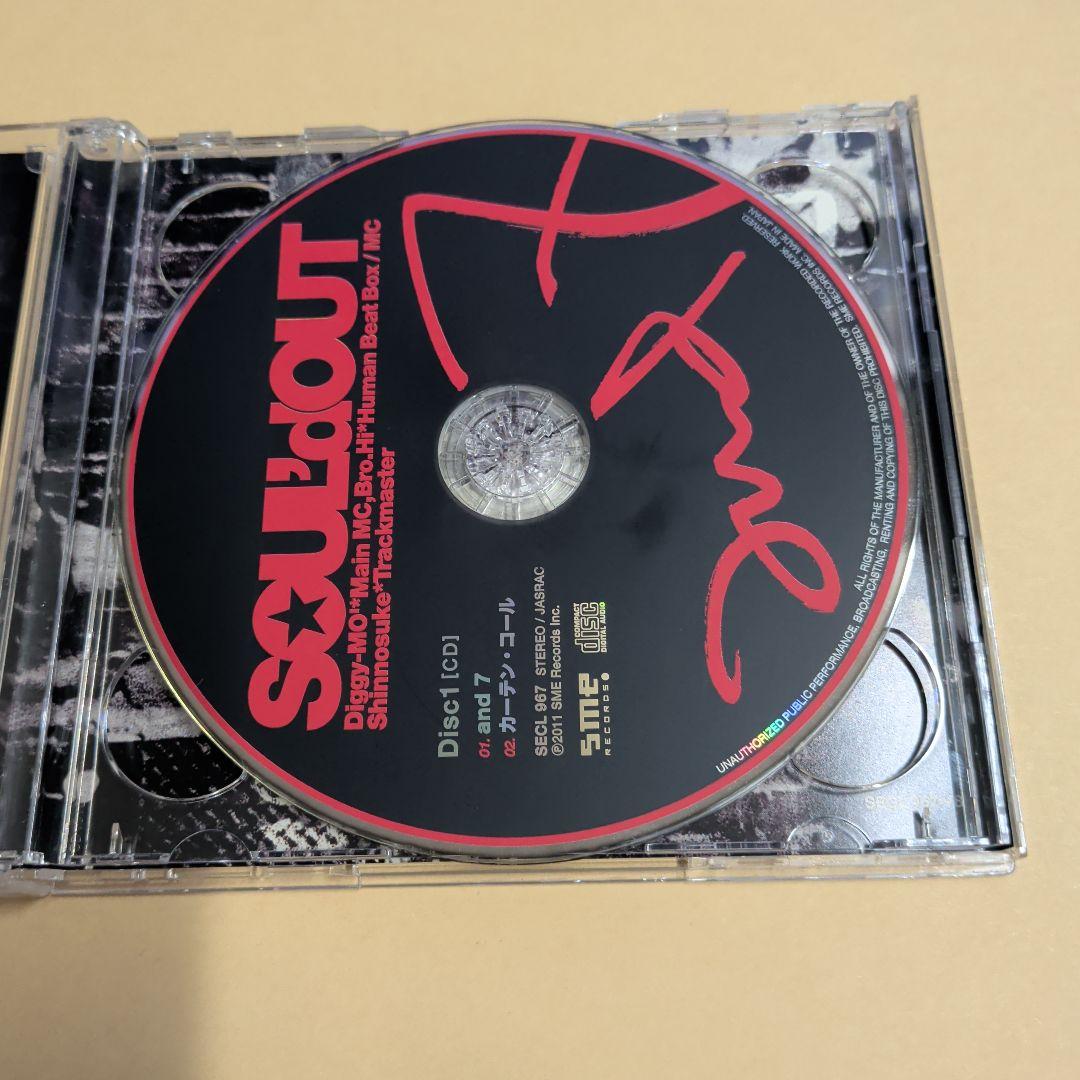 SOUL'dOUT
Diggy-MO'*Main MC,Bro.Hi*Human Beat Box / MC
Shinnosuke*Trackmaster
Disc1 [CD]
01. and 7
02. カーテン・コール
SECL 967 STEREO / JASRAC
℗2011 SME Records Inc.
sme
RECORDS
COMPACT
disc
DIGITAL AUDIO
ALL RIGHTS OF THE MANUFACTURER AND OF THE OWNER OF THE RECORDED WORK RESERVED.
UNAUTHORIZED PUBLIC PERFORMANCE, BROADCASTING, RENTING AND COPYING OF THIS DISC PROHIBITED. SME RECORDS INC. MADE IN JAPAN.